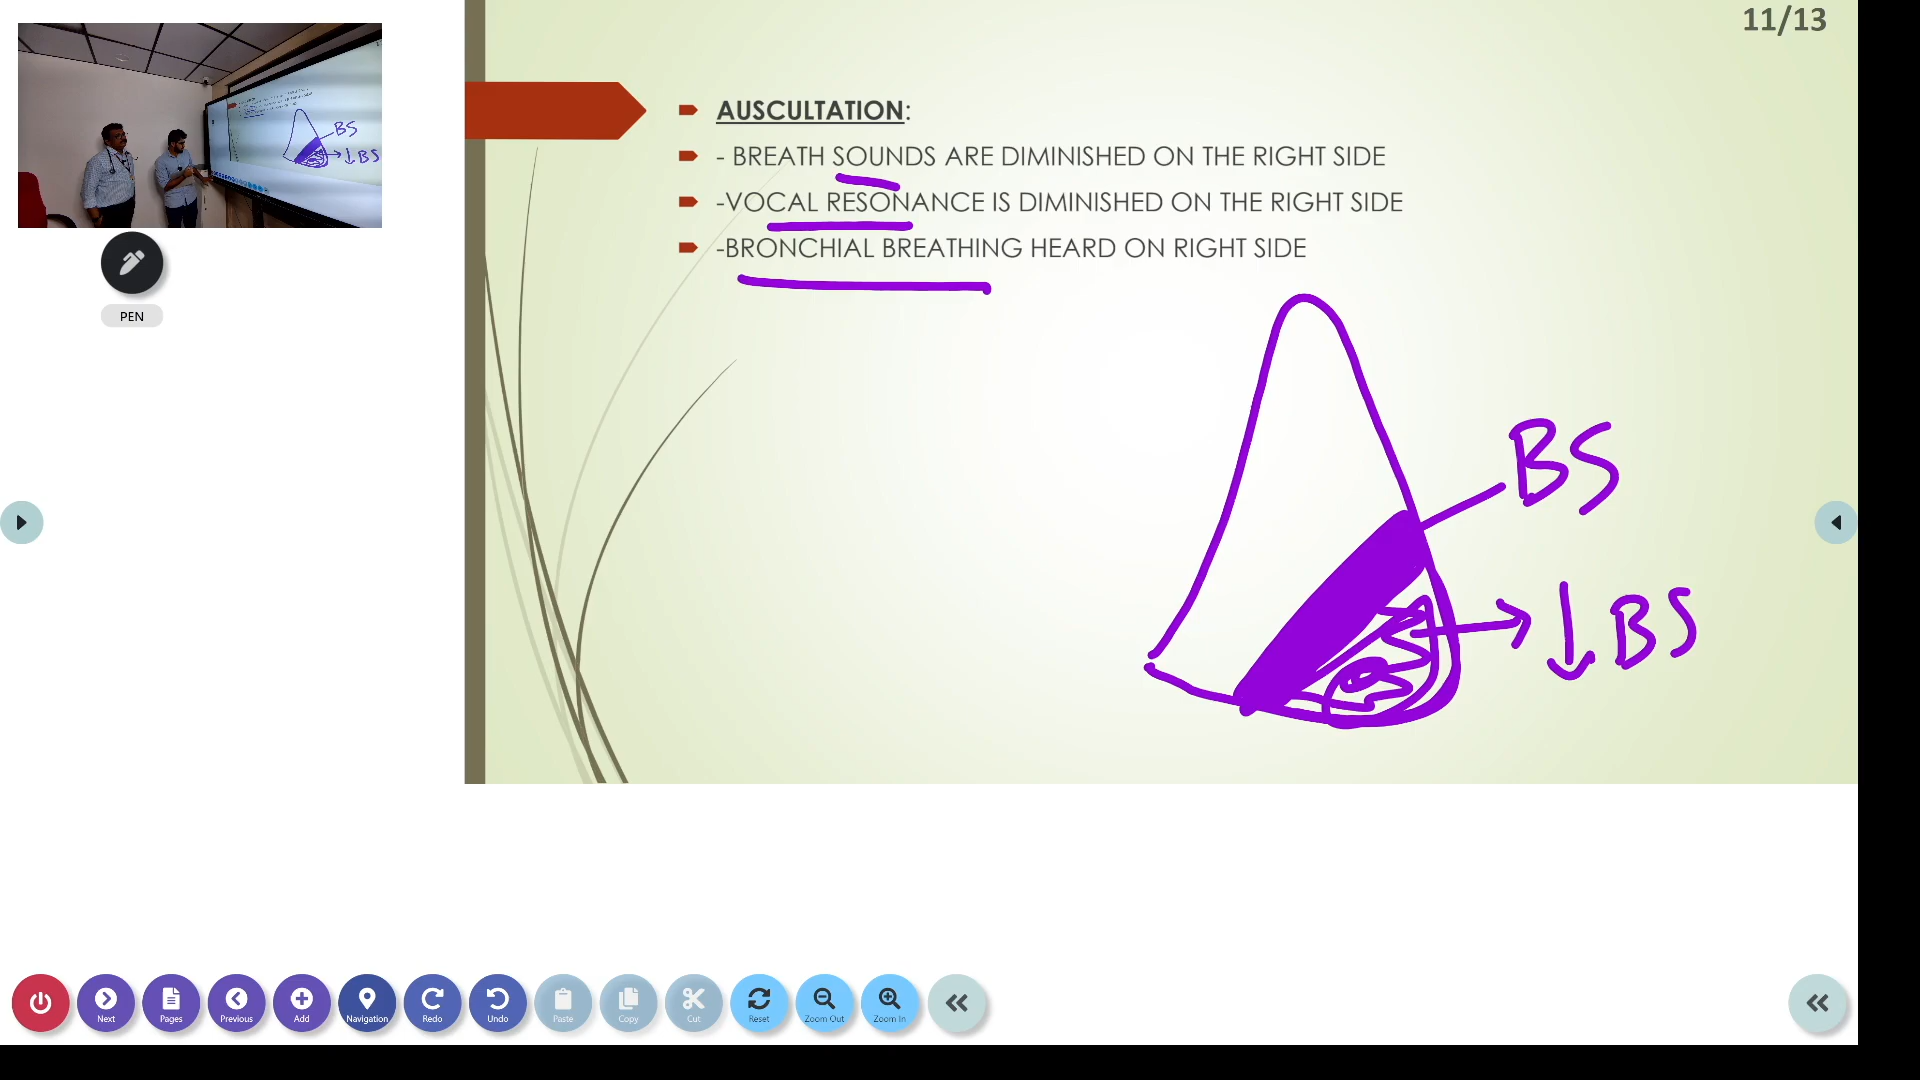 11/13
AUSCULTATION:
- BREATH SOUNDS ARE DIMINISHED ON THE RIGHT SIDE
-VOCAL RESONANCE IS DIMINISHED ON THE RIGHT SIDE
-BRONCHIAL BREATHING HEARD ON RIGHT SIDE
BS
↓BS
BS
↓BS
PEN
Next
Pages
Previous
Add
Navigation
Redo
Undo
Paste
Copy
Cut
Reset
Zoom Out
Zoom In